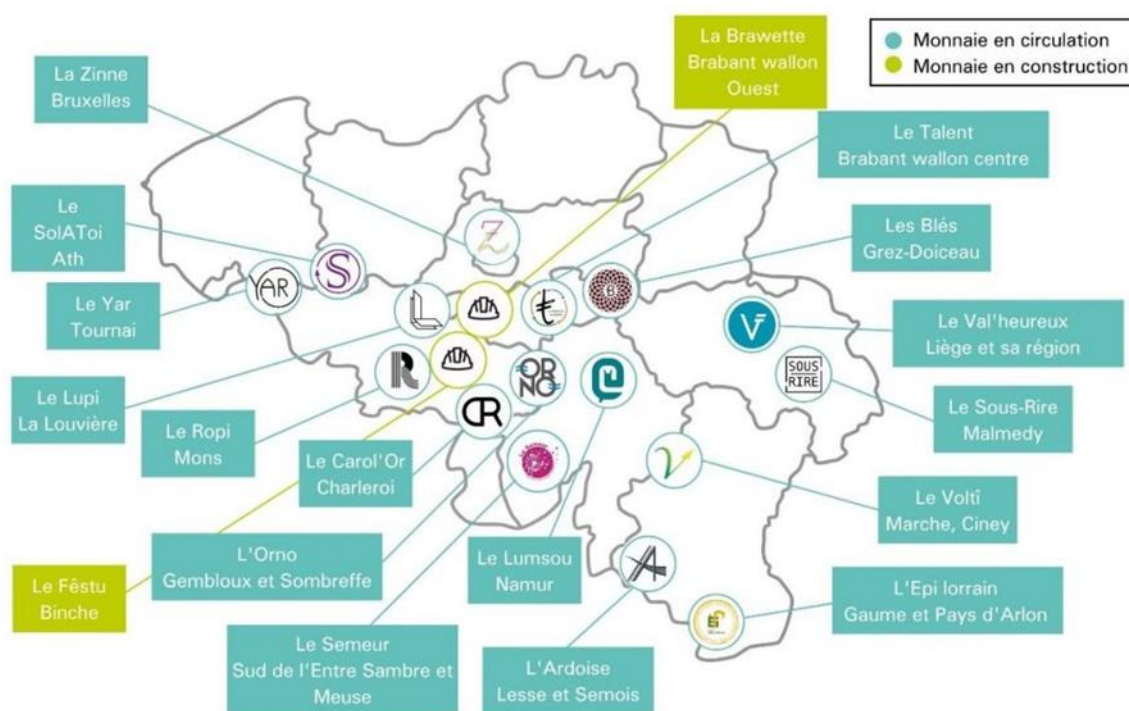 La Zinne
Bruxelles
La Brawette
Brabant wallon
Ouest
Monnaie en circulation
Monnaie en construction
Le Talent
Brabant wallon centre
Le
SolAToi
Ath
Les Blés
Grez-Doiceau
Le Yar
Tournai
Le Val'heureux
Liège et sa région
Le Lupi
La Louvière
Le Ropi
Mons
Le Carol'Or
Charleroi
Le Sous-Rire
Malmedy
Le Voltî
Marche, Ciney
L'Orno
Gembloux et Sombreffe
Le Lumsou
Namur
Le Fêstu
Binche
L'Epi lorrain
Gaume et Pays d'Arlon
Le Semeur
Sud de l'Entre Sambre et
Meuse
L'Ardoise
Lesse et Semois
Z
YAR
S
L
B
V
SOUS
RIRE
R
OR
NO
CR
V
A